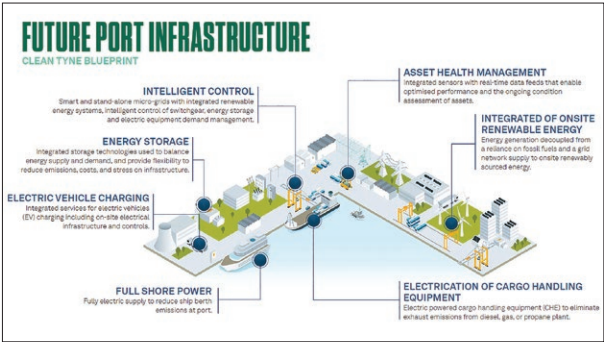 FUTURE PORT INFRASTRUCTURE
CLEAN TYNE BLUEPRINT
INTELLIGENT CONTROL
Smart and stand-alone micro-grids with integrated renewable
energy systems, intelligent control of switchgear, energy storage
and electric equipment demand management.
ENERGY STORAGE
Integrated storage technologies used to balance
energy supply and demand, and provide flexibility to
reduce emissions, costs, and stress on infrastructure.
ELECTRIC VEHICLE CHARGING
Integrated services for electric vehicles
(EV) charging including on-site electrical
infrastructure and controls.
FULL SHORE POWER
Fully electric supply to reduce ship berth
emissions at port.
ASSET HEALTH MANAGEMENT
Integrated sensors with real-time data feeds that enable
optimised performance and the ongoing condition
assessment of assets.
INTEGRATED OF ONSITE
RENEWABLE ENERGY
Energy generation decoupled from
a reliance on fossil fuels and a grid
network supply to onsite renewably
sourced energy.
ELECTRICATION OF CARGO HANDLING
EQUIPMENT
Electric powered cargo handling equipment (CHE) to eliminate
exhaust emissions from diesel, gas, or propane plant.